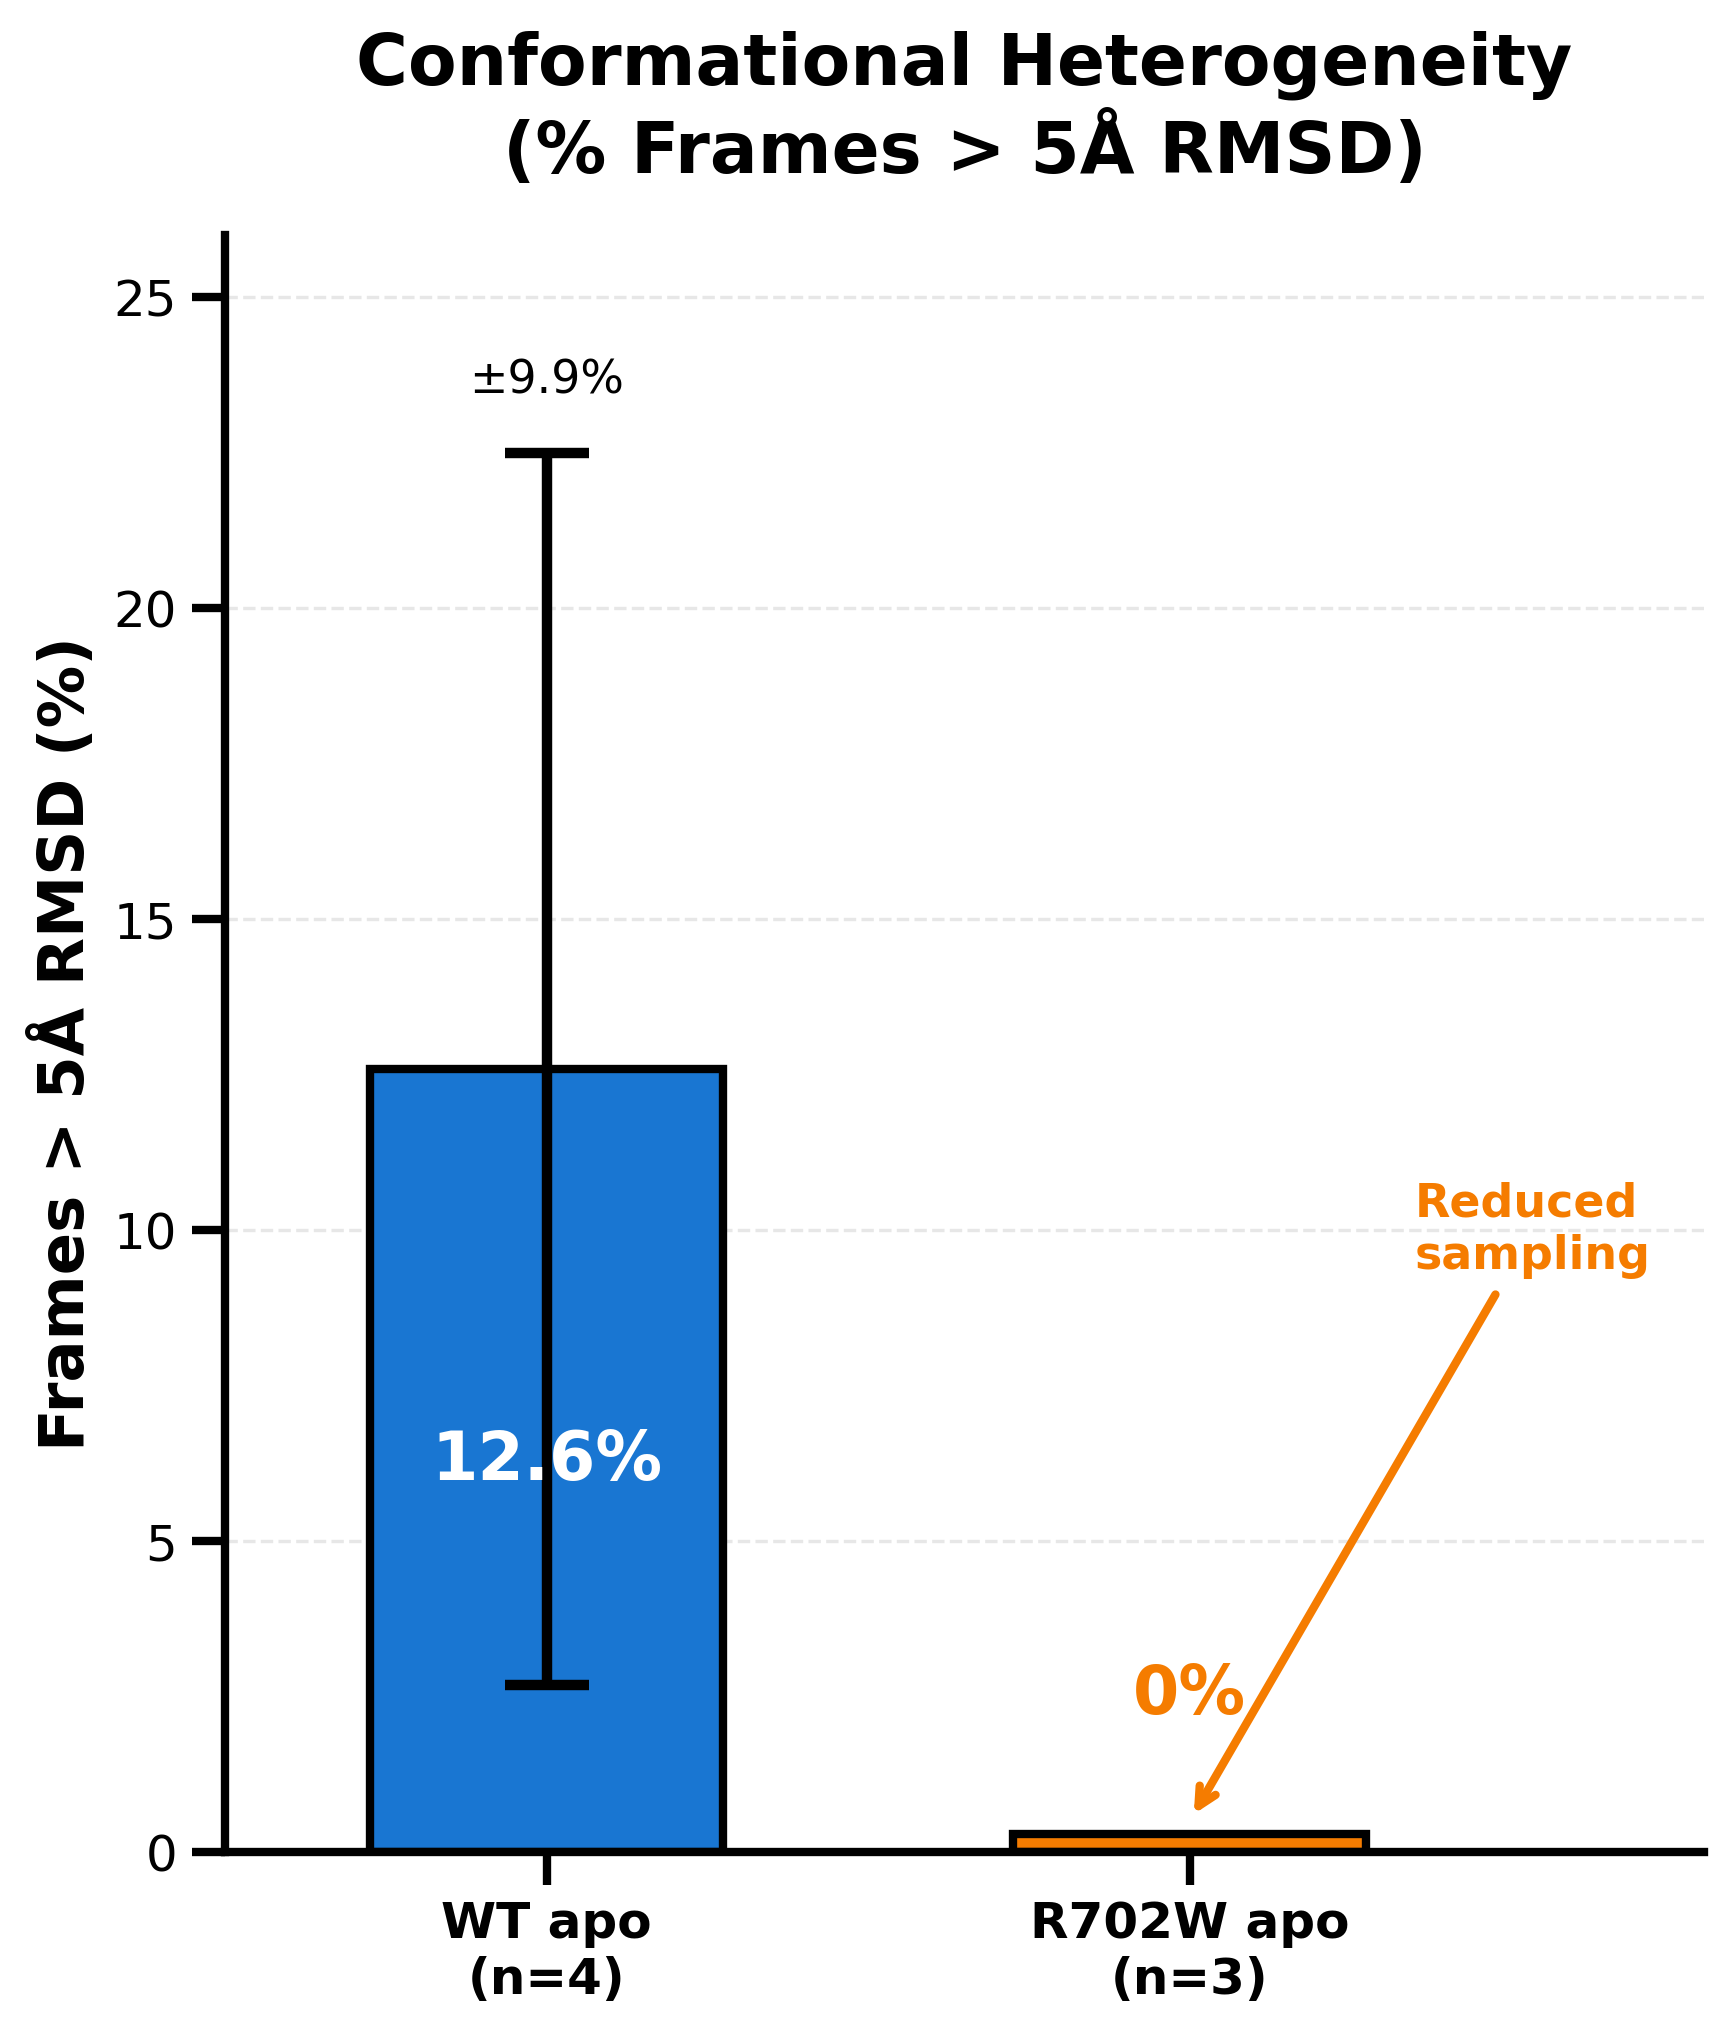 Conformational Heterogeneity
(% Frames > 5Å RMSD)
Frames > 5Å RMSD (%)
25
20
15
10
5
0
±9.9%
12.6%
Reduced
sampling
0%
WT apo
(n=4)
R702W apo
(n=3)